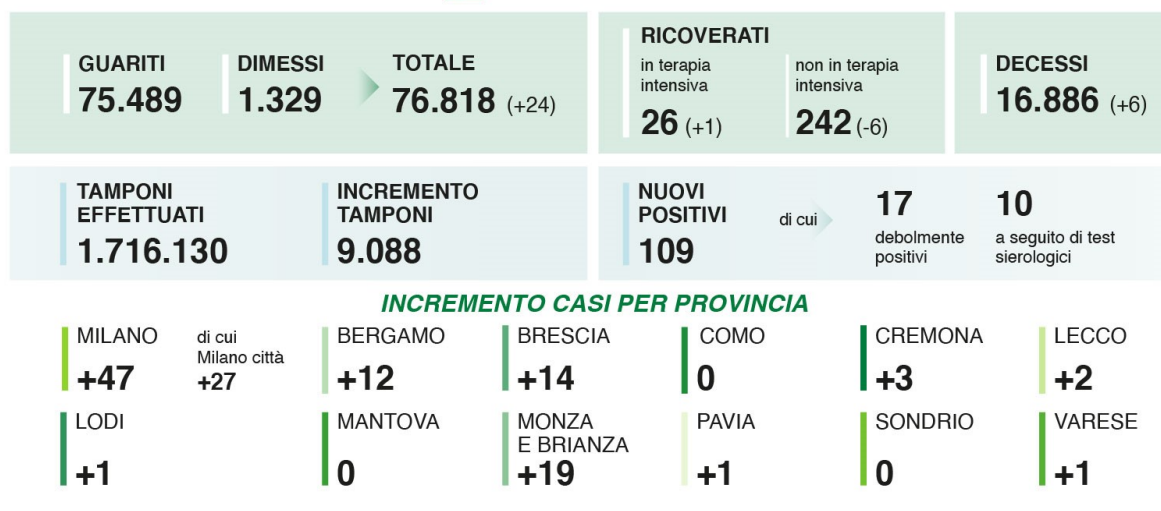 GUARITI
75.489
DIMESSI
1.329
TOTALE
76.818 (+24)
RICOVERATI
in terapia
intensiva
26 (+1)
non in terapia
intensiva
242 (-6)
DECESSI
16.886 (+6)
TAMPONI
EFFETTUATI
1.716.130
INCREMENTO
TAMPONI
9.088
NUOVI
POSITIVI
109
di cui
17
debolmente
positivi
10
a seguito di test
sierologici
INCREMENTO CASI PER PROVINCIA
MILANO
+47
di cui
Milano città
+27
BERGAMO
+12
BRESCIA
+14
COMO
0
CREMONA
+3
LECCO
+2
LODI
+1
MANTOVA
0
MONZA
E BRIANZA
+19
PAVIA
+1
SONDRIO
0
VARESE
+1